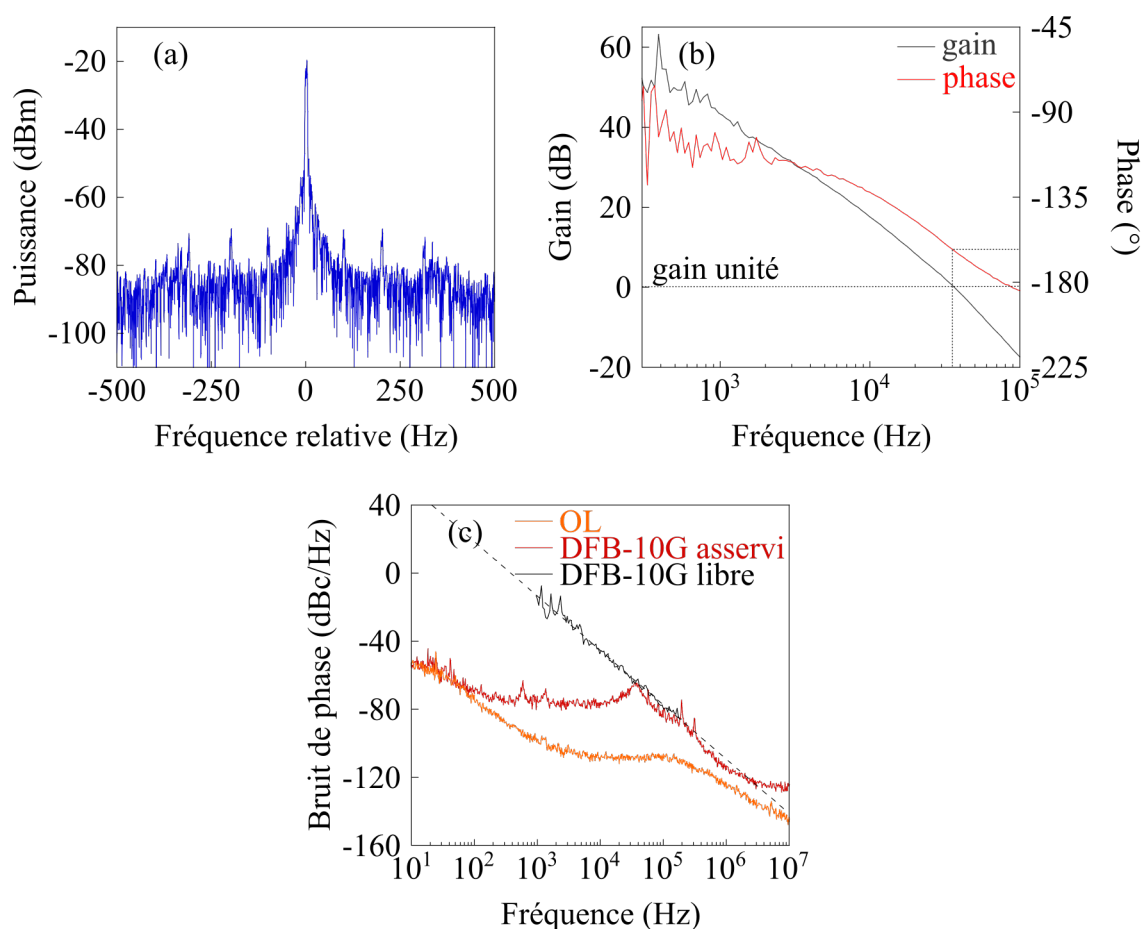 (a)
Puissance (dBm)
-20
-40
-60
-80
-100
-500
-250
0
250
500
Fréquence relative (Hz)
(b)
gain
phase
Gain (dB)
60
40
20
0
-20
gain unité
-45
-90
-135
-180
-225
Phase (°)
10³
10⁴
10⁵
Fréquence (Hz)
(c)
OL
DFB-10G asservi
DFB-10G libre
Bruit de phase (dBc/Hz)
40
0
-40
-80
-120
-160
10¹
10²
10³
10⁴
10⁵
10⁶
10⁷
Fréquence (Hz)